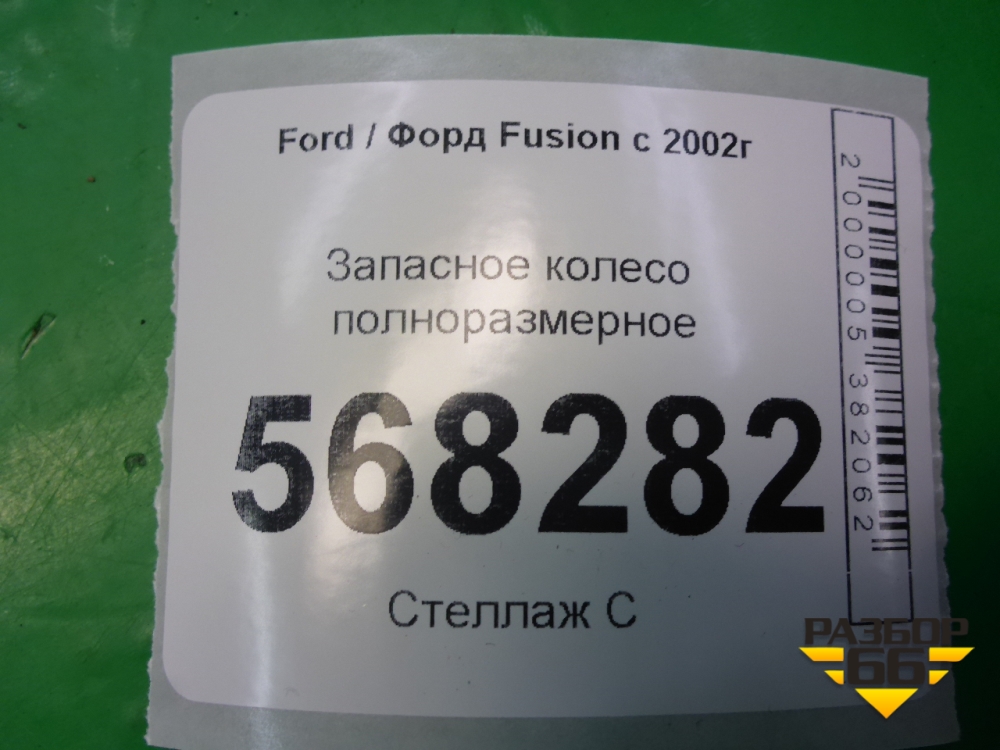 Ford / Форд Fusion с 2002г
Запасное колесо
полноразмерное
568282
Стеллаж С
2000005382062
РАЗБОР
66